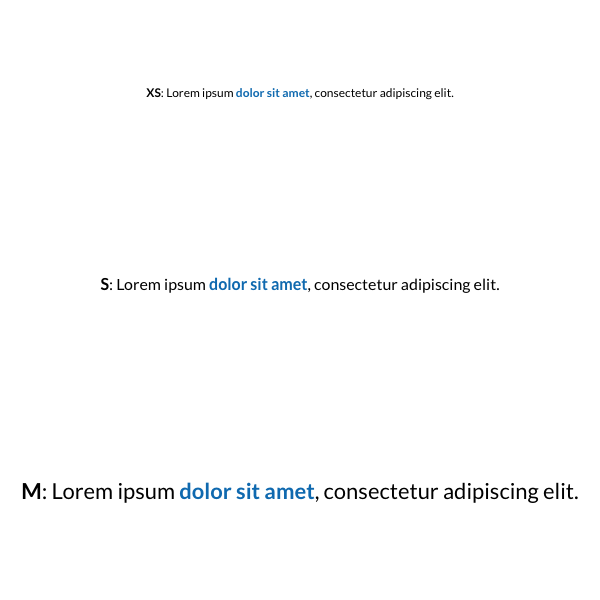 XS: Lorem ipsum dolor sit amet, consectetur adipiscing elit.
S: Lorem ipsum dolor sit amet, consectetur adipiscing elit.
M: Lorem ipsum dolor sit amet, consectetur adipiscing elit.